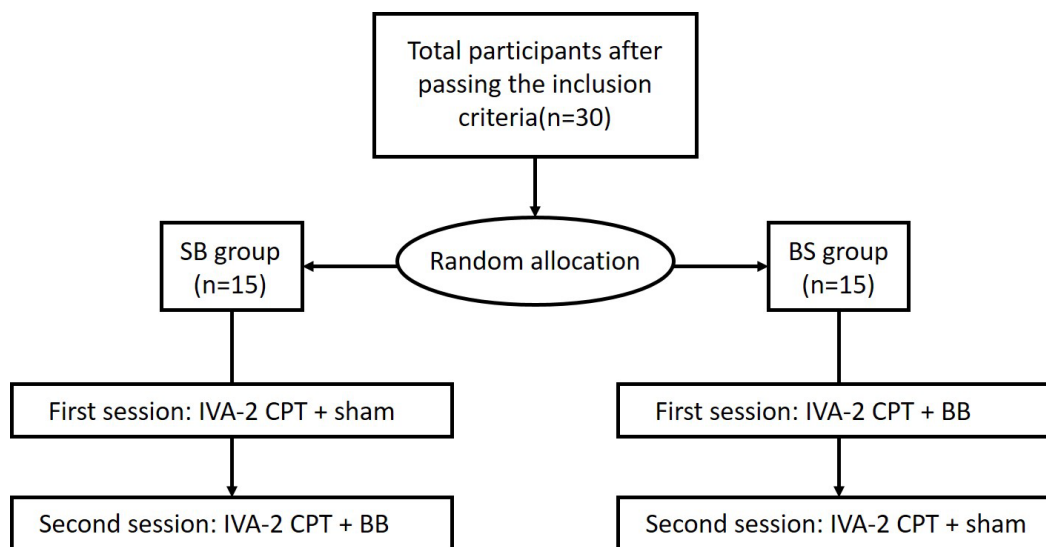 Total participants after
passing the inclusion
criteria(n=30)
Random allocation
SB group
(n=15)
BS group
(n=15)
First session: IVA-2 CPT + sham
First session: IVA-2 CPT + BB
Second session: IVA-2 CPT + BB
Second session: IVA-2 CPT + sham